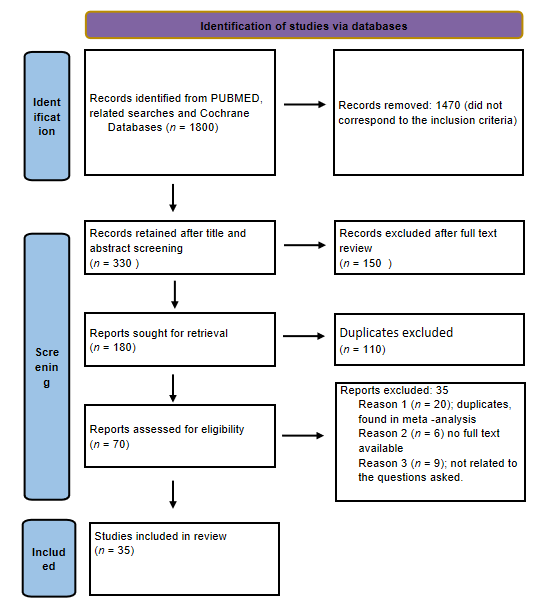 Identification of studies via databases
Ident
ificat
ion
Records identified from PUBMED,
related searches and Cochrane
Databases (n = 1800)
Records removed: 1470 (did not
correspond to the inclusion criteria)
Scre
enin
g
Records retained after title and
abstract screening
(n = 330 )
Records excluded after full text
review
(n = 150 )
Reports sought for retrieval
(n = 180)
Duplicates excluded
(n = 110)
Reports assessed for eligibility
(n = 70)
Reports excluded: 35
Reason 1 (n = 20); duplicates,
found in meta -analysis
Reason 2 (n = 6) no full text
available
Reason 3 (n = 9); not related to
the questions asked.
Includ
ed
Studies included in review
(n = 35)